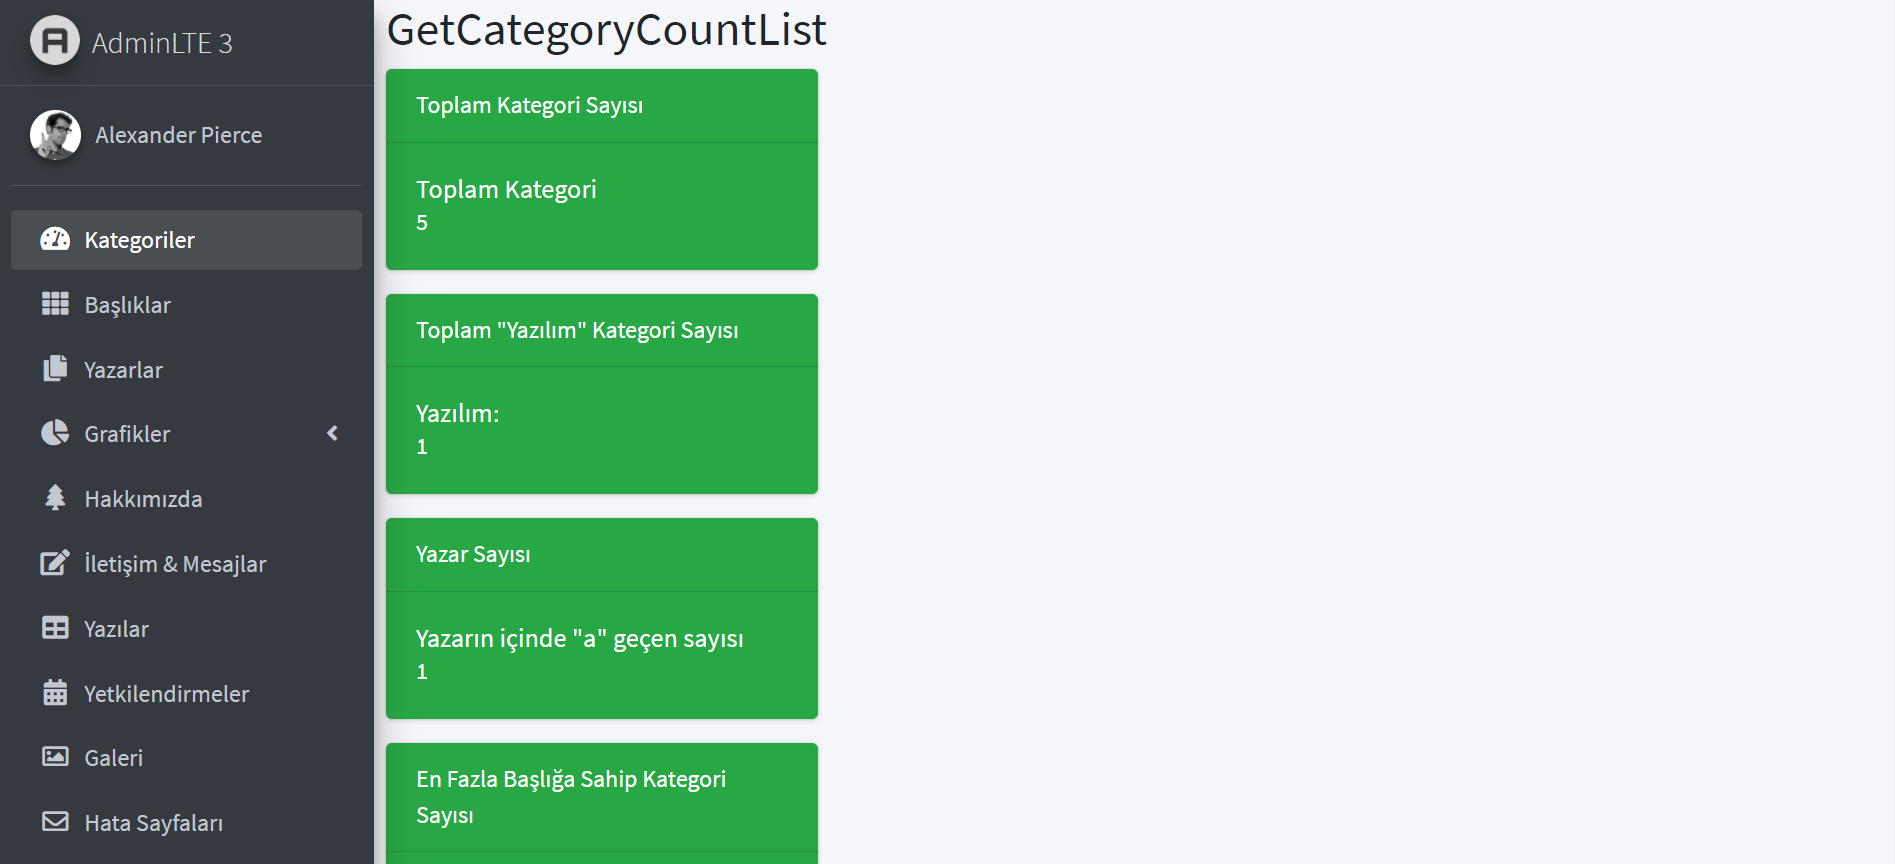 AdminLTE 3
Alexander Pierce
Kategoriler
Başlıklar
Yazarlar
Grafikler
Hakkımızda
İletişim & Mesajlar
Yazılar
Yetkilendirmeler
Galeri
Hata Sayfaları
GetCategoryCountList
Toplam Kategori Sayısı
Toplam Kategori
5
Toplam "Yazılım" Kategori Sayısı
Yazılım:
1
Yazar Sayısı
Yazarın içinde "a" geçen sayısı
1
En Fazla Başlığa Sahip Kategori
Sayısı